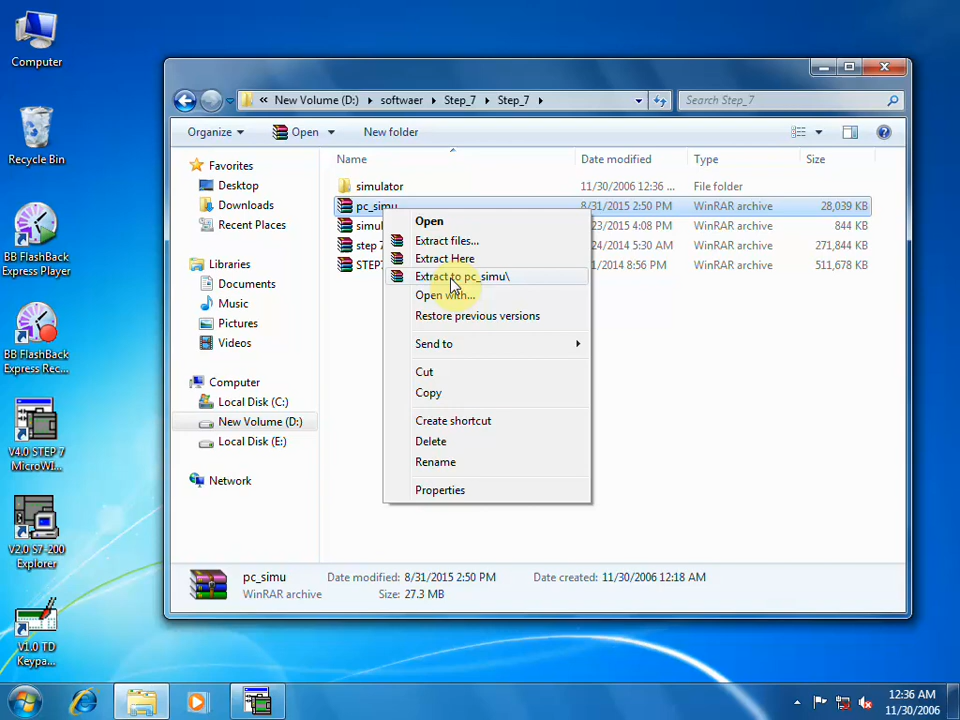 Computer
Recycle Bin
BB FlashBack
Express Player
BB FlashBack
Express Rec...
V4.0 STEP 7
MicroWI...
V2.0 S7-200
Explorer
V1.0 TD
Keypa...
« New Volume (D:) softwaer Step_7 Step_7
Search Step_7
Organize Open New folder
Favorites
Desktop
Downloads
Recent Places
Libraries
Documents
Music
Pictures
Videos
Computer
Local Disk (C:)
New Volume (D:)
Local Disk (E:)
Network
Name Date modified Type Size
simulator 11/30/2006 12:36 ... File folder
pc_simu 8/31/2015 2:50 PM WinRAR archive 28,039 KB
4:08 PM WinRAR archive 844 KB
step 5:30 AM WinRAR archive 271,844 KB
8:56 PM WinRAR archive 511,678 KB
Open
Extract files...
Extract Here
Extract to pc_simu\
Open with...
Restore previous versions
Send to
Cut
Copy
Create shortcut
Delete
Rename
Properties
pc_simu Date modified: 8/31/2015 2:50 PM Date created: 11/30/2006 12:18 AM
WinRAR archive Size: 27.3 MB
12:36 AM
11/30/2006